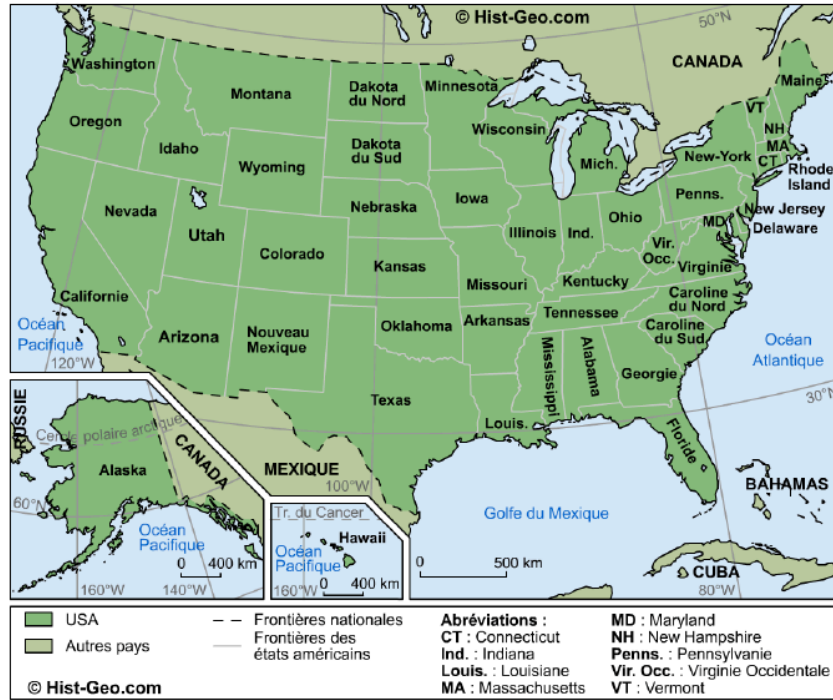 © Hist-Geo.com
50°N
CANADA
Washington
Montana
Dakota
du Nord
Minnesota
Maine
VT
NH
MA
CT
Oregon
Idaho
Dakota
du Sud
Wisconsin
Mich.
New-York
Rhode
Island
Wyoming
Iowa
Penns.
Nevada
Nebraska
Ohio
New Jersey
Utah
Illinois
Ind.
MD
Delaware
Colorado
Kansas
Missouri
Vir.
Occ.
Virginie
Californie
Kentucky
Caroline
du Nord
Océan
Pacifique
Arizona
Nouveau
Mexique
Oklahoma
Arkansas
Tennessee
Caroline
du Sud
Océan
Atlantique
120°W
Mississippi
Alabama
Georgie
Texas
30°N
Louis.
Floride
RUSSIE
Cercle polaire arctique
CANADA
Alaska
MEXIQUE
100°W
BAHAMAS
60°N
Océan
Pacifique
0 400 km
160°W
140°W
Tr. du Cancer
Hawaii
Océan
Pacifique
160°W
0 400 km
Golfe du Mexique
0 500 km
CUBA
80°W
USA
Autres pays
Frontières nationales
Frontières des
états américains
Abréviations :
CT : Connecticut
Ind. : Indiana
Louis. : Louisiane
MA : Massachusetts
MD : Maryland
NH : New Hampshire
Penns. : Pennsylvanie
Vir. Occ. : Virginie Occidentale
VT : Vermont
© Hist-Geo.com